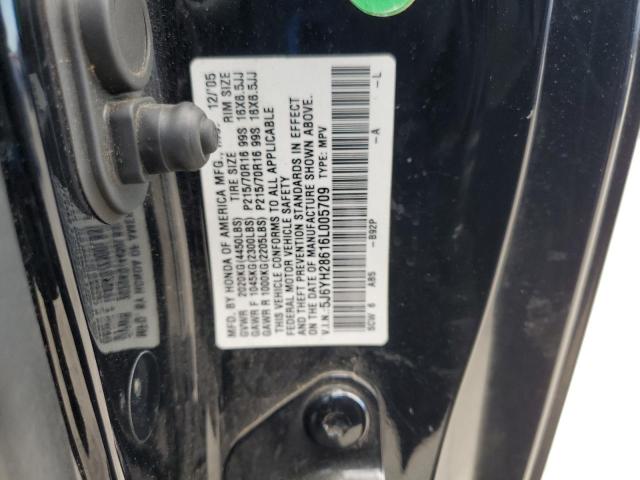 MFD. BY HONDA OF AMERICA MFG., 12/'05
TIRE SIZE RIM SIZE
GVWR 2020KG(4450LBS)
GAWR F 1045KG(2300LBS) P215/70R16 99S 16X6.5JJ
GAWR R 1000KG(2205LBS) P215/70R16 99S 16X6.5JJ
THIS VEHICLE CONFORMS TO ALL APPLICABLE
FEDERAL MOTOR VEHICLE SAFETY
AND THEFT PREVENTION STANDARDS IN EFFECT
ON THE DATE OF MANUFACTURE SHOWN ABOVE.
V.I.N.: 5J6YH28616L005709 TYPE: MPV
SCW 6 A85 -B92P -A -L